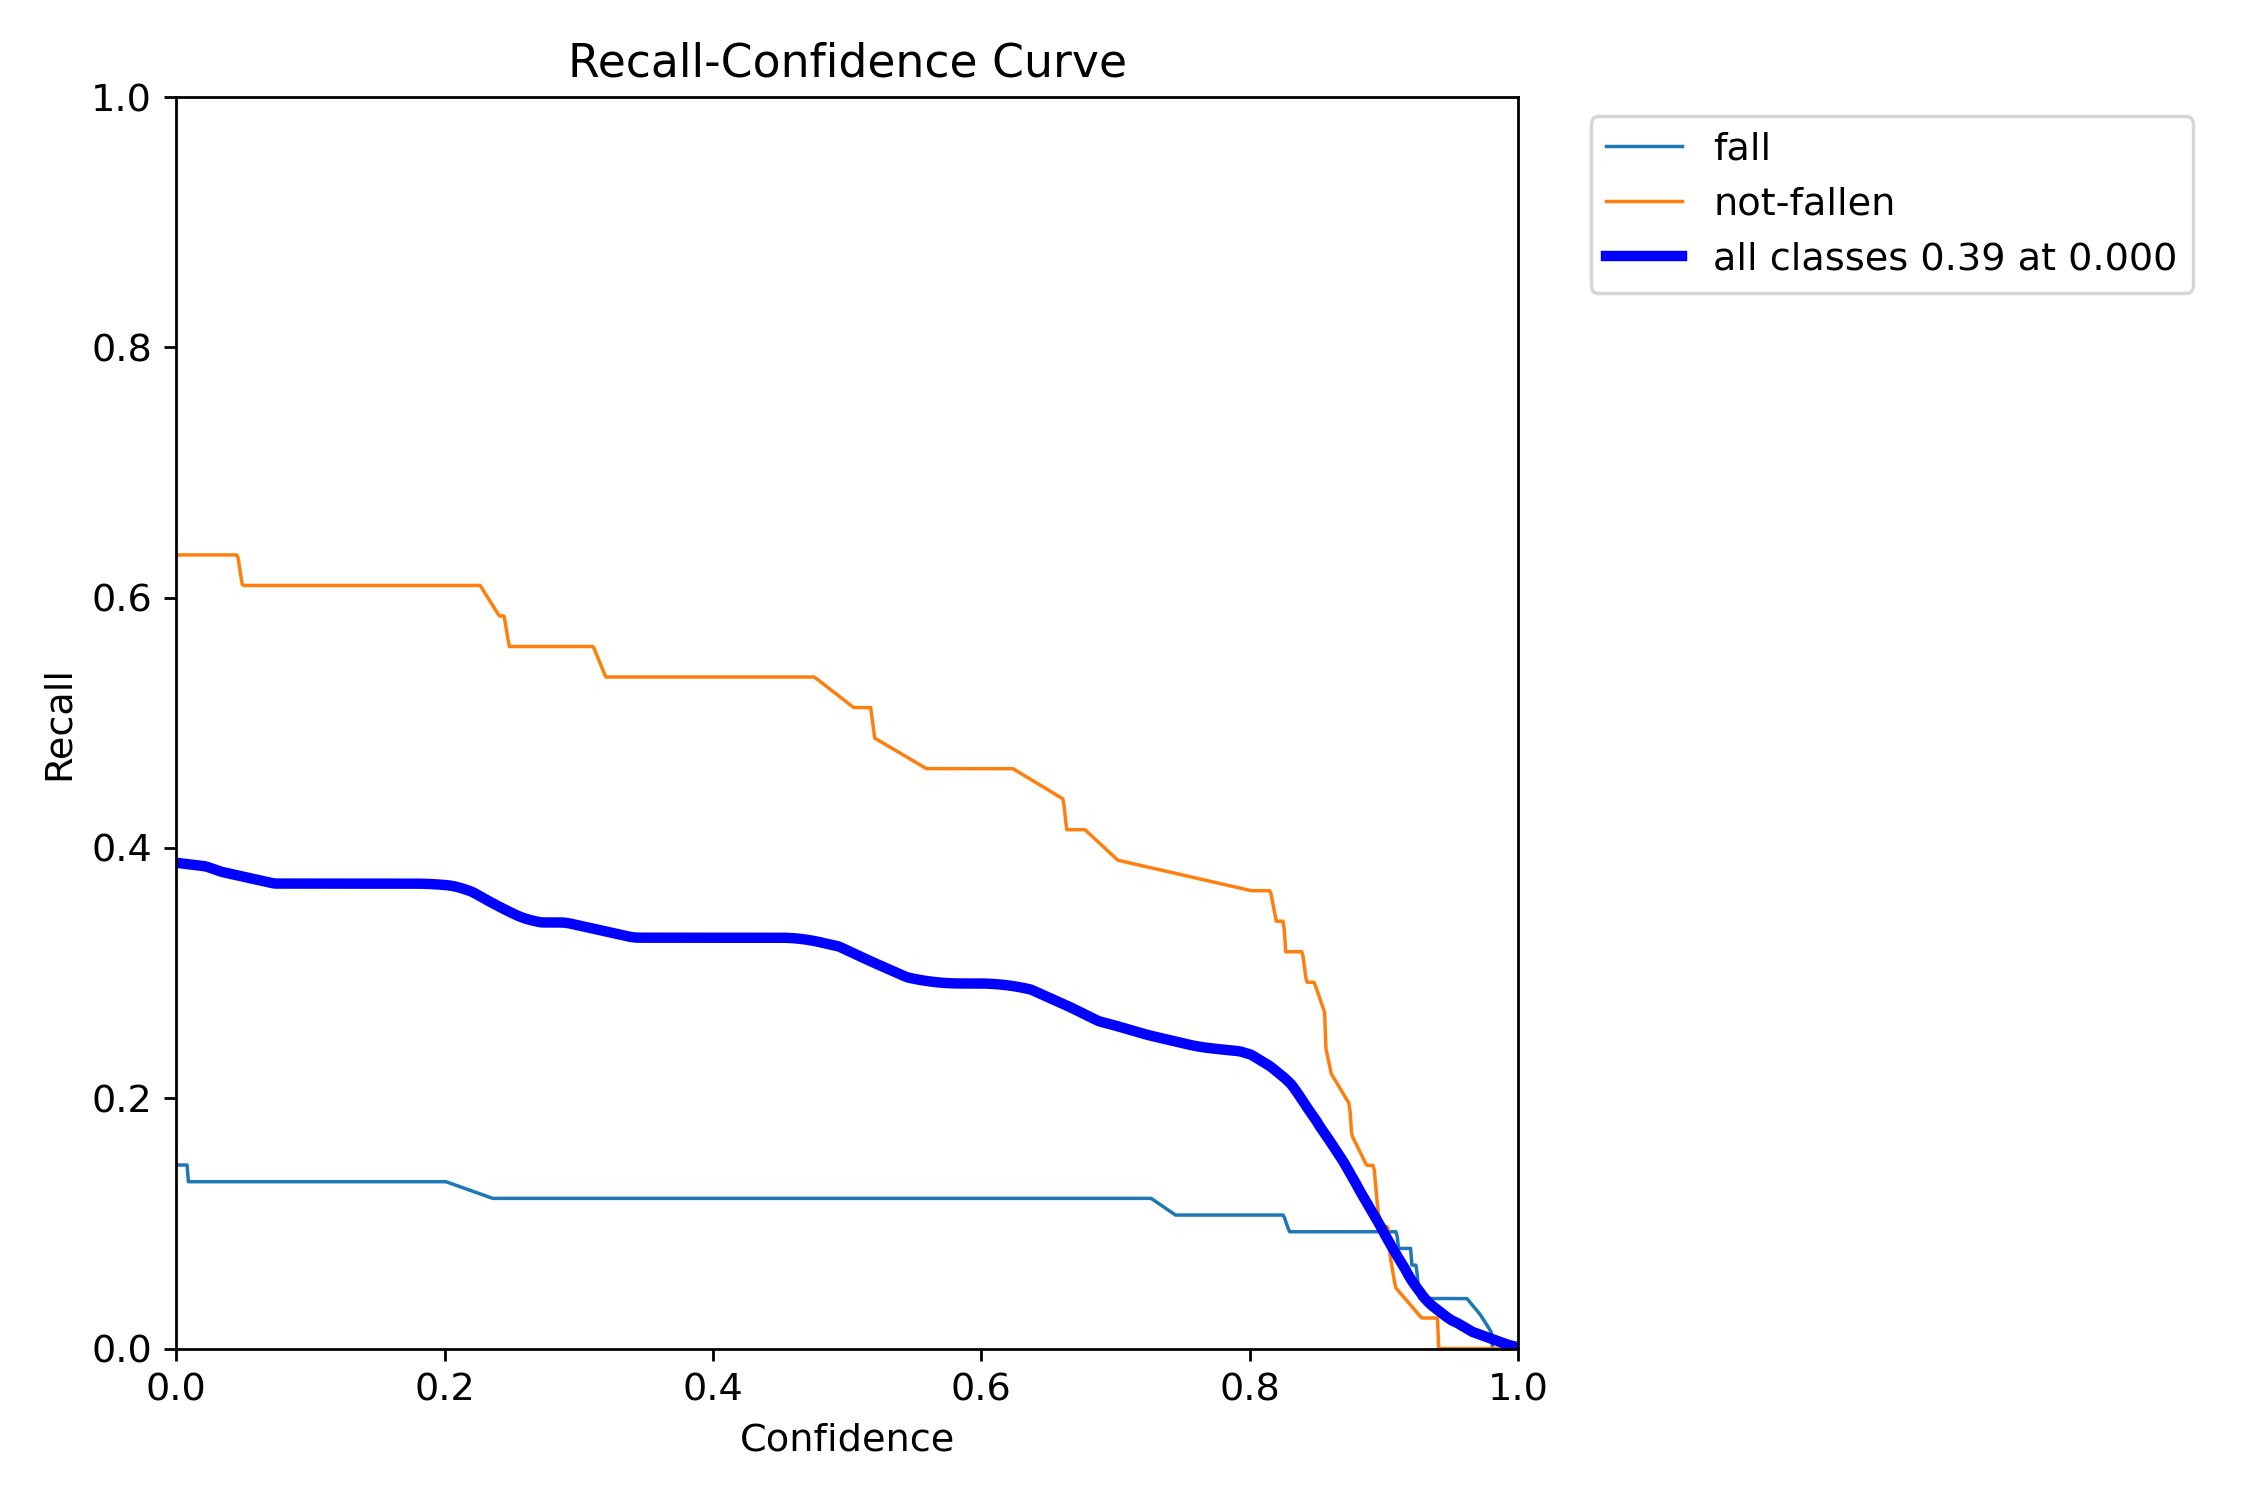 Recall-Confidence Curve
1.0
0.8
0.6
0.4
0.2
0.0
Recall
0.0 0.2 0.4 0.6 0.8 1.0
Confidence
fall
not-fallen
all classes 0.39 at 0.000